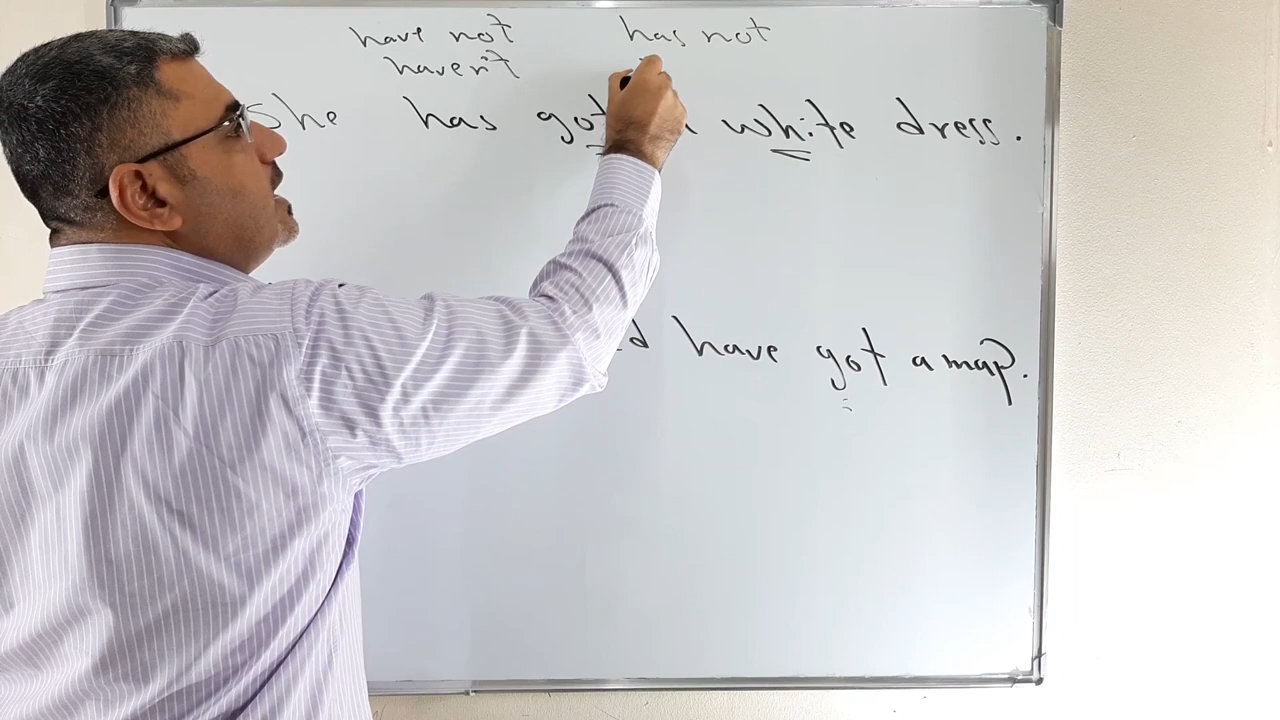 have not has not
haven't
She has got white dress.
have got a map.